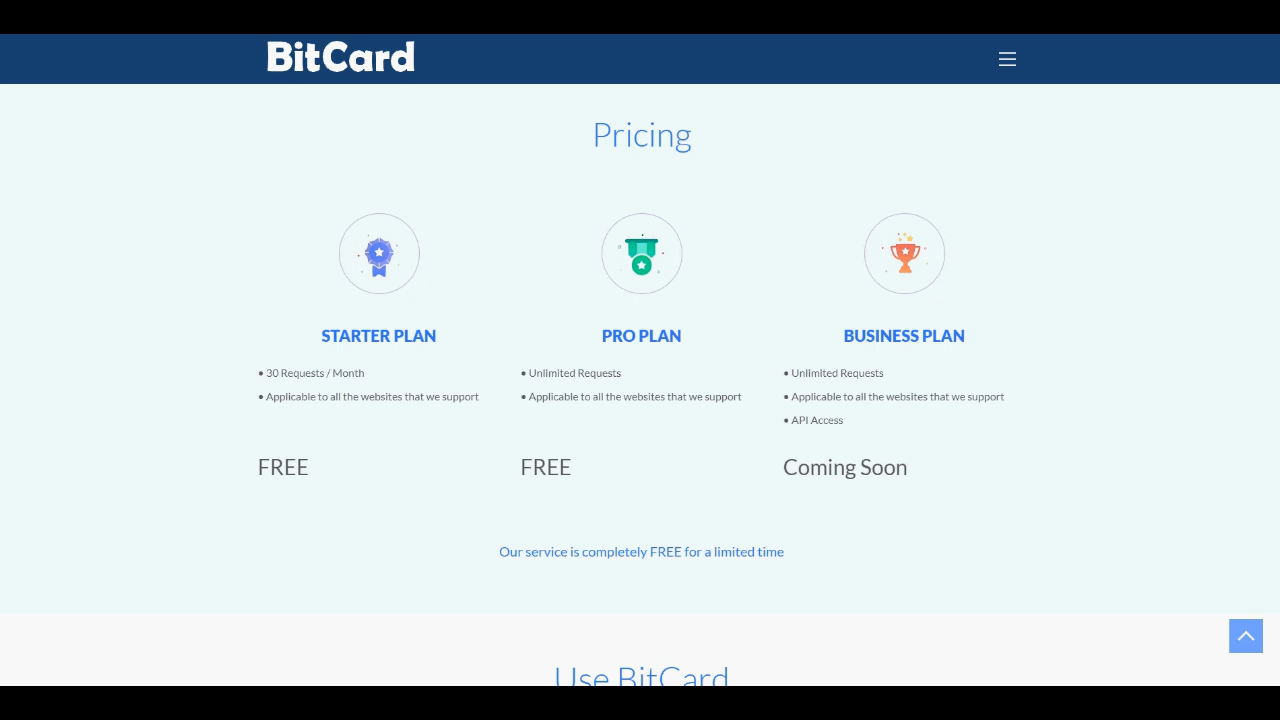 BitCard
Pricing
STARTER PLAN
• 30 Requests / Month
• Applicable to all the websites that we support
FREE
PRO PLAN
• Unlimited Requests
• Applicable to all the websites that we support
FREE
BUSINESS PLAN
• Unlimited Requests
• Applicable to all the websites that we support
• API Access
Coming Soon
Our service is completely FREE for a limited time
Use BitCard